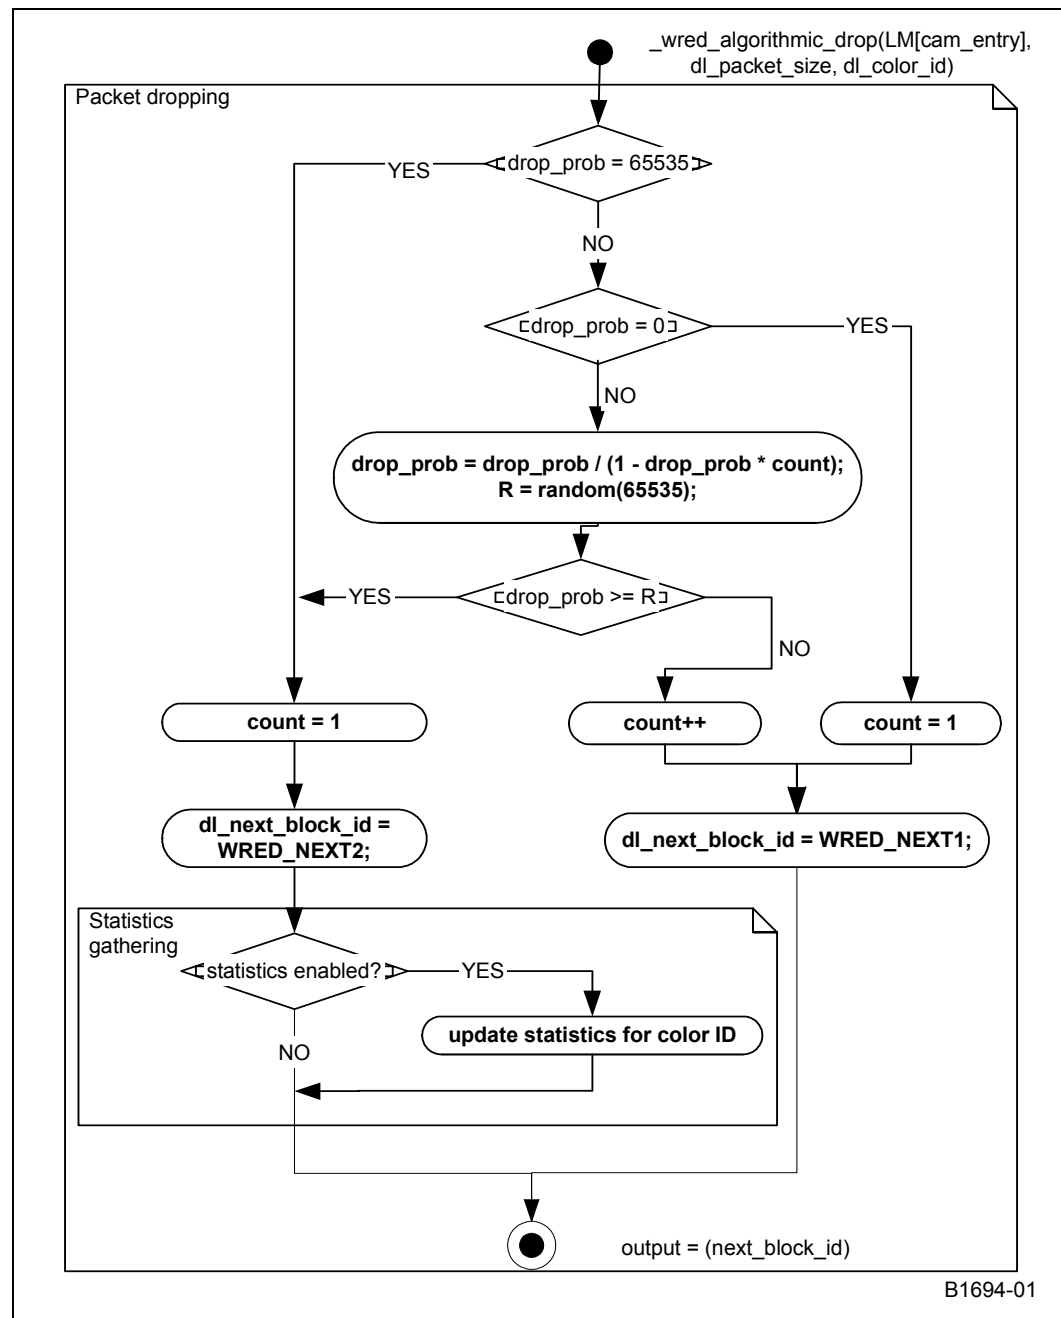 _wred_algorithmic_drop(LM[cam_entry],
dl_packet_size, dl_color_id)
Packet dropping
drop_prob = 65535
YES
NO
[drop_prob = 0]
YES
NO
drop_prob = drop_prob / (1 - drop_prob * count);
R = random(65535);
[drop_prob >= R]
YES
NO
count = 1
count++
count = 1
dl_next_block_id =
WRED_NEXT2;
dl_next_block_id = WRED_NEXT1;
Statistics
gathering
statistics enabled?
YES
update statistics for color ID
NO
output = (next_block_id)
B1694-01